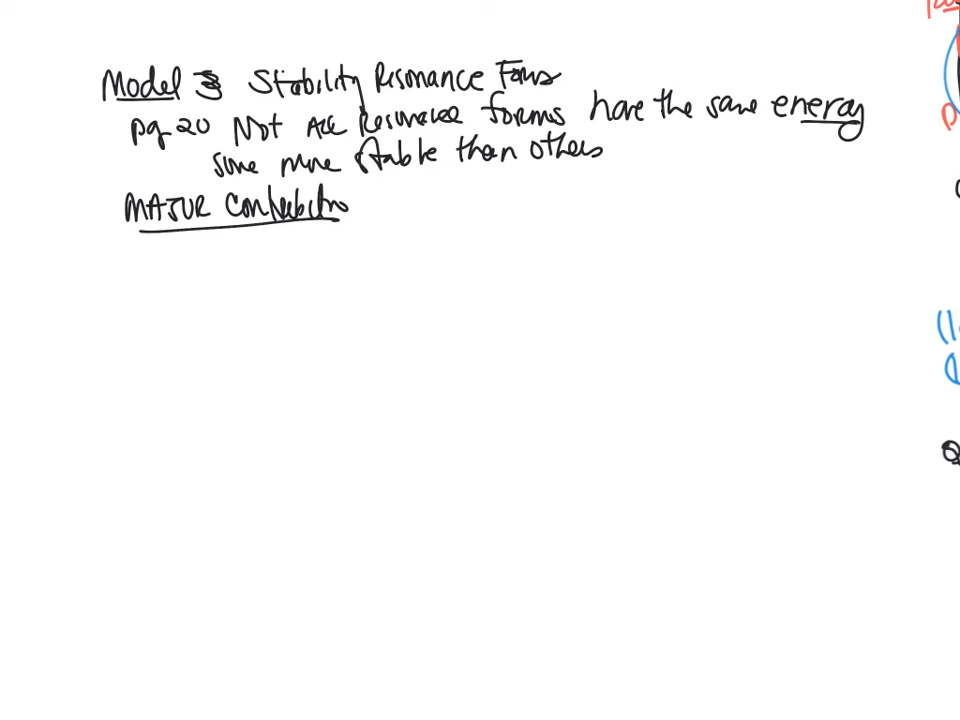 Model 3 Stability Resonance Forms
pg 20 Not All Resonance forms have the same energy
some more stable than others
MAJOR Contributo